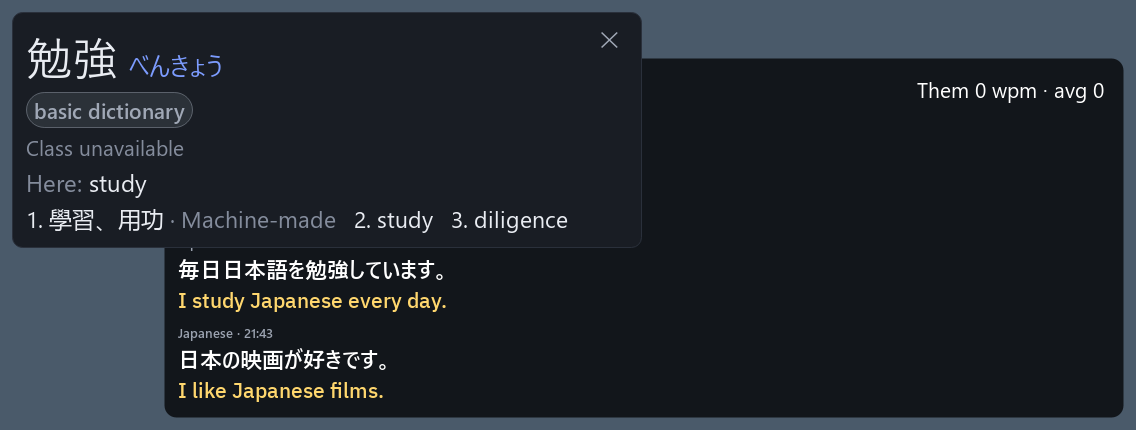 勉強 べんきょう
basic dictionary
Class unavailable
Here: study
1. 學習、用功 · Machine-made 2. study 3. diligence
Them 0 wpm · avg 0
毎日日本語を勉強しています。
I study Japanese every day.
Japanese · 21:43
日本の映画が好きです。
I like Japanese films.